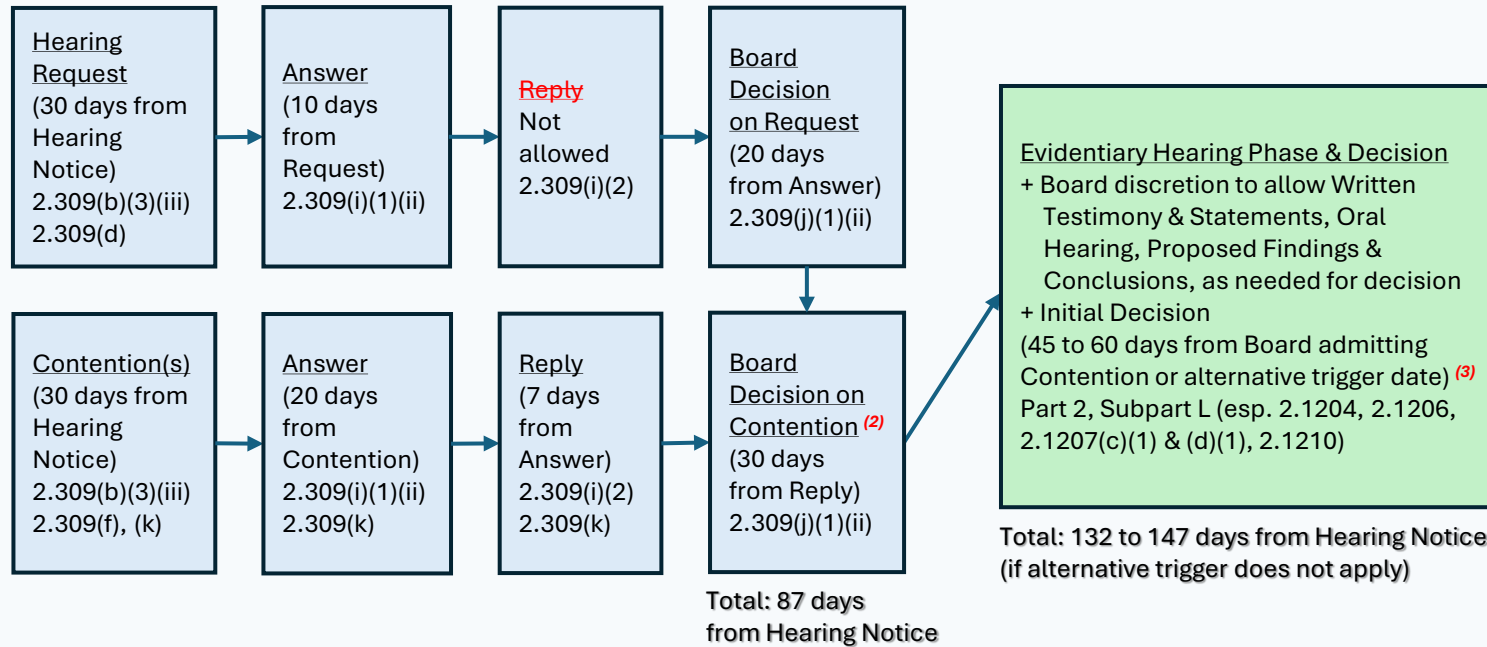 Hearing
Request
(30 days from
Hearing
Notice)
2.309(b)(3)(iii)
2.309(d)
Answer
(10 days
from
Request)
2.309(i)(1)(ii)
Reply
Not
allowed
2.309(i)(2)
Board
Decision
on Request
(20 days
from Answer)
2.309(j)(1)(ii)
Contention(s)
(30 days from
Hearing
Notice)
2.309(b)(3)(iii)
2.309(f), (k)
Answer
(20 days
from
Contention)
2.309(i)(1)(ii)
2.309(k)
Reply
(7 days
from
Answer)
2.309(i)(2)
2.309(k)
Board
Decision on
Contention (2)
(30 days
from Reply)
2.309(j)(1)(ii)
Total: 87 days
from Hearing Notice
Evidentiary Hearing Phase & Decision
+ Board discretion to allow Written
Testimony & Statements, Oral
Hearing, Proposed Findings &
Conclusions, as needed for decision
+ Initial Decision
(45 to 60 days from Board admitting
Contention or alternative trigger date) (3)
Part 2, Subpart L (esp. 2.1204, 2.1206,
2.1207(c)(1) & (d)(1), 2.1210)
Total: 132 to 147 days from Hearing Notice
(if alternative trigger does not apply)